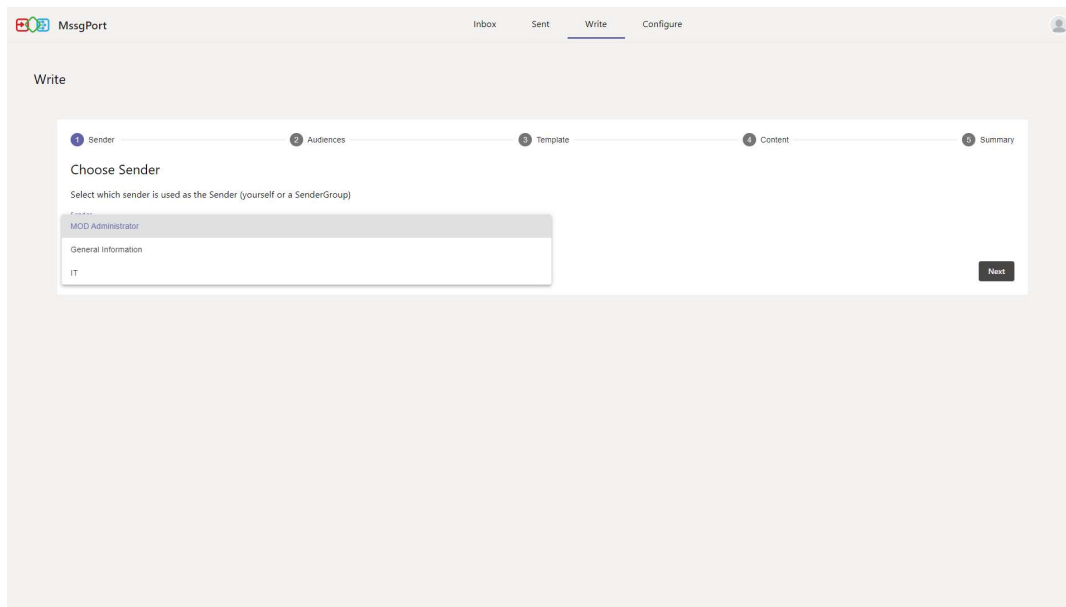 MssgPort Inbox Sent Write Configure
Write
1 Sender 2 Audiences 3 Template 4 Content 5 Summary
Choose Sender
Select which sender is used as the Sender (yourself or a SenderGroup)
MOD Administrator
General Information
IT
Next